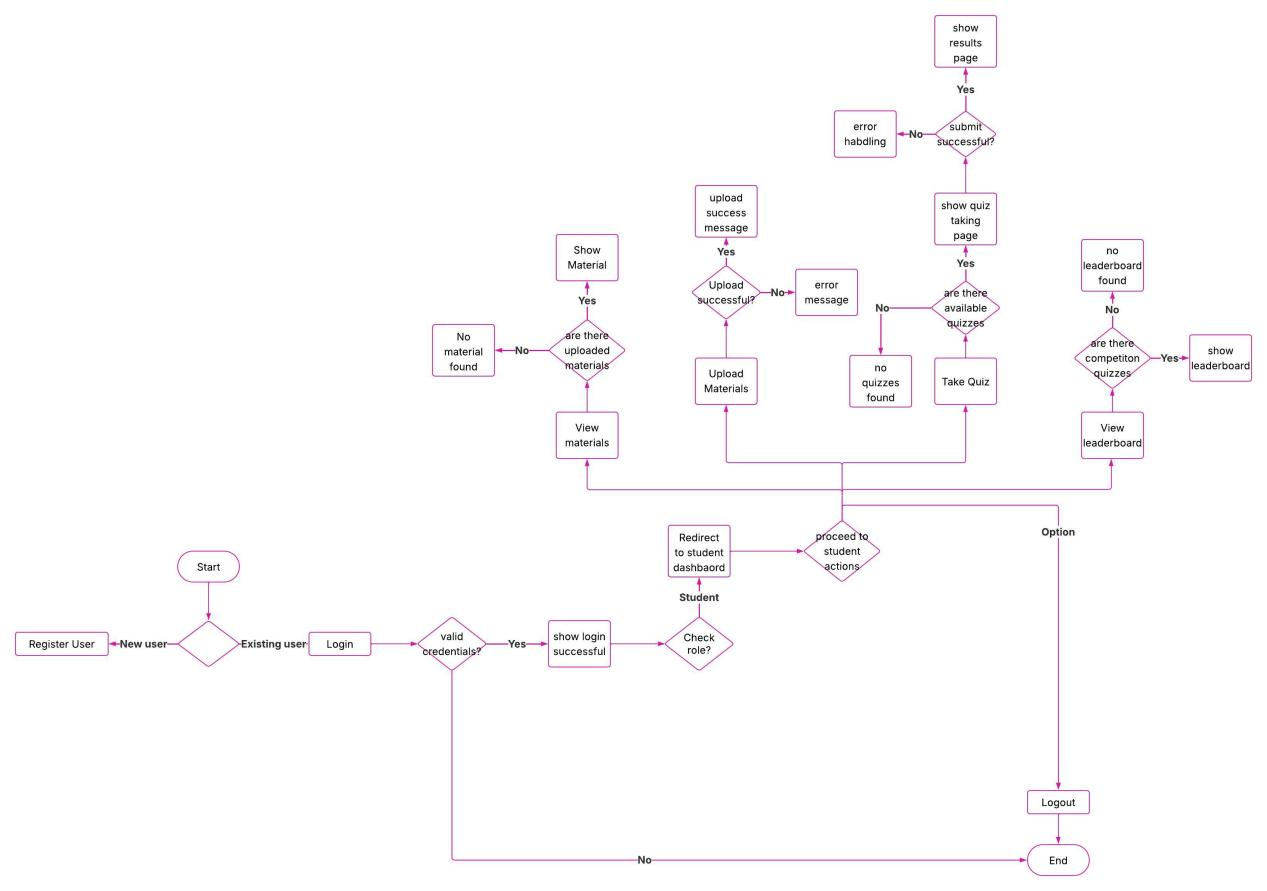 show
results
page
Yes
error
habdling
No
submit
successful?
upload
success
message
show quiz
taking
page
Show
Material
Yes
Yes
no
leaderboard
found
Upload
successful?
No
error
message
are there
available
quizzes
Yes
No
No
No
material
found
No
are there
uploaded
materials
are there
competiton
quizzes
Yes
show
leaderboard
Upload
Materials
no
quizzes
found
Take Quiz
View
materials
View
leaderboard
Option
Redirect
to student
dashbaord
proceed to
student
actions
Start
Student
Register User
New user
Existing user
Login
valid
credentials?
Yes
show login
successful
Check
role?
Logout
No
End